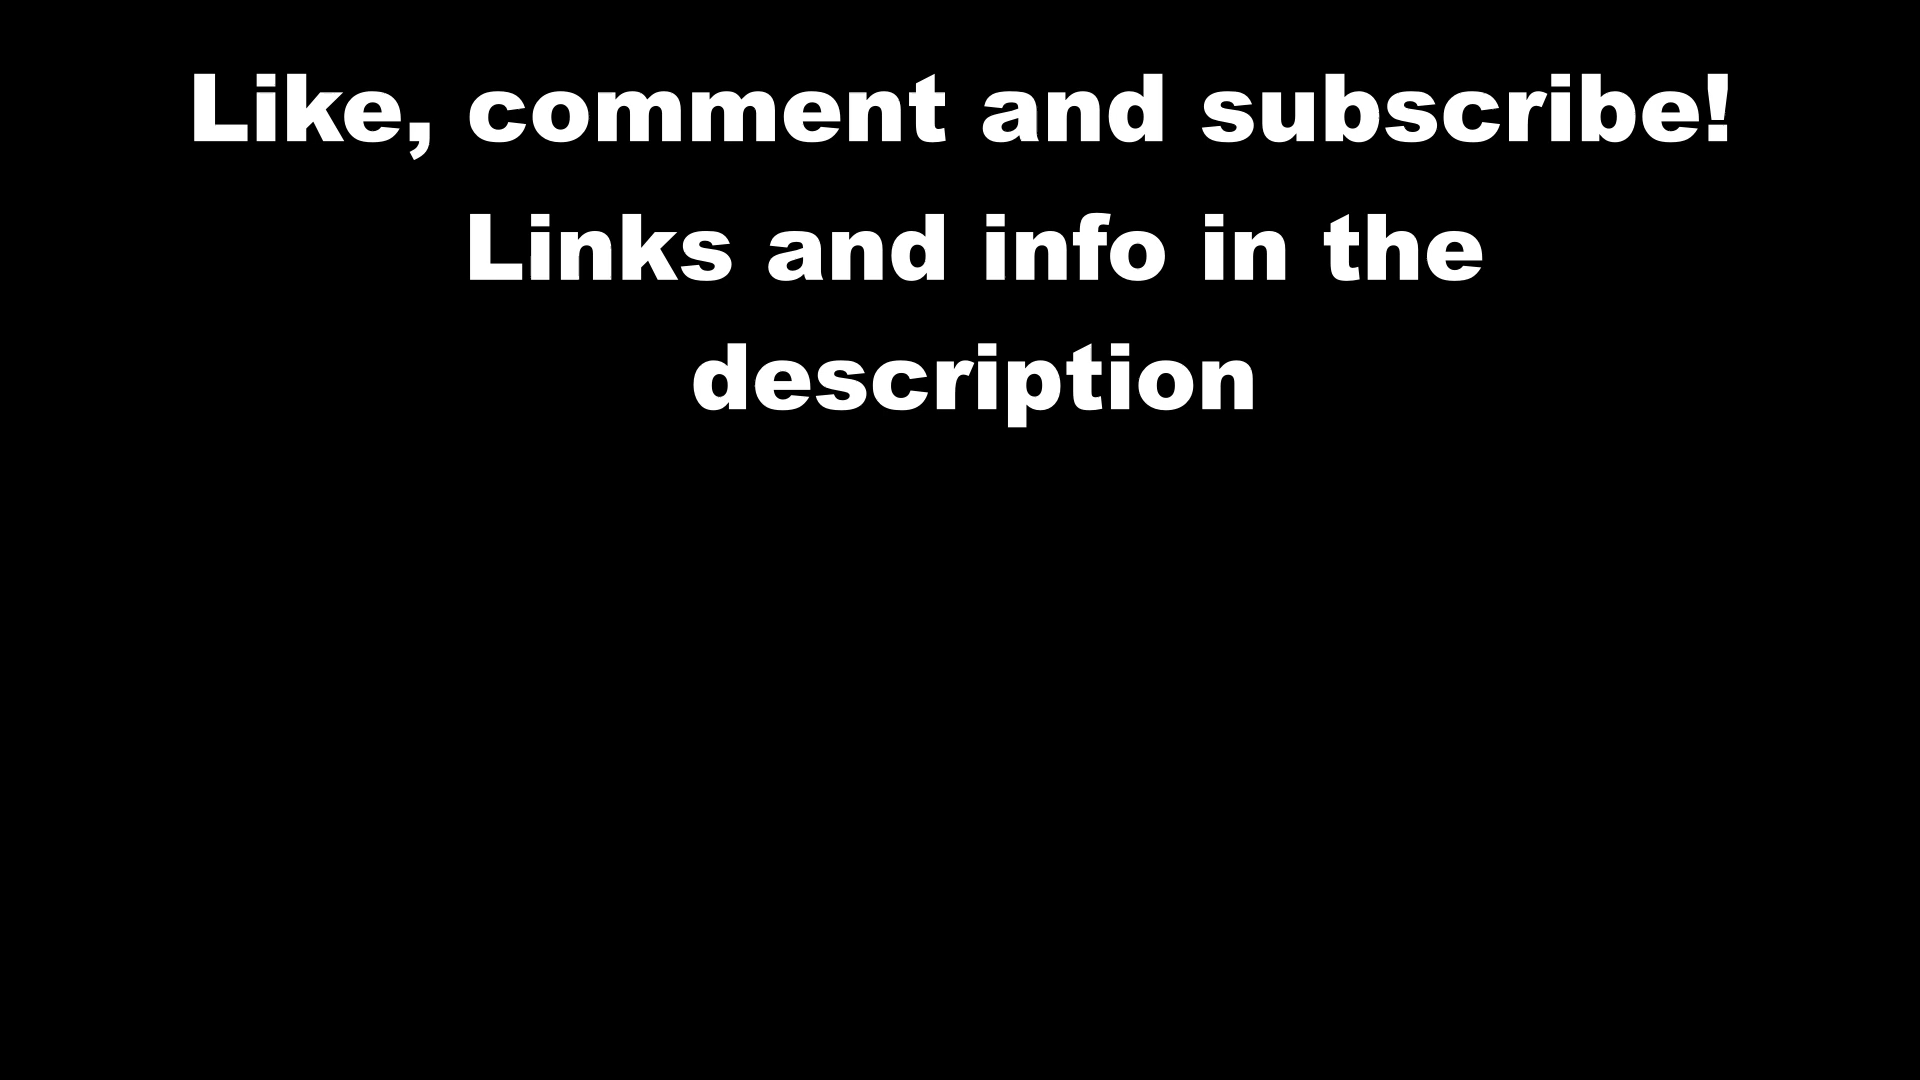 Like, comment and subscribe!
Links and info in the
description